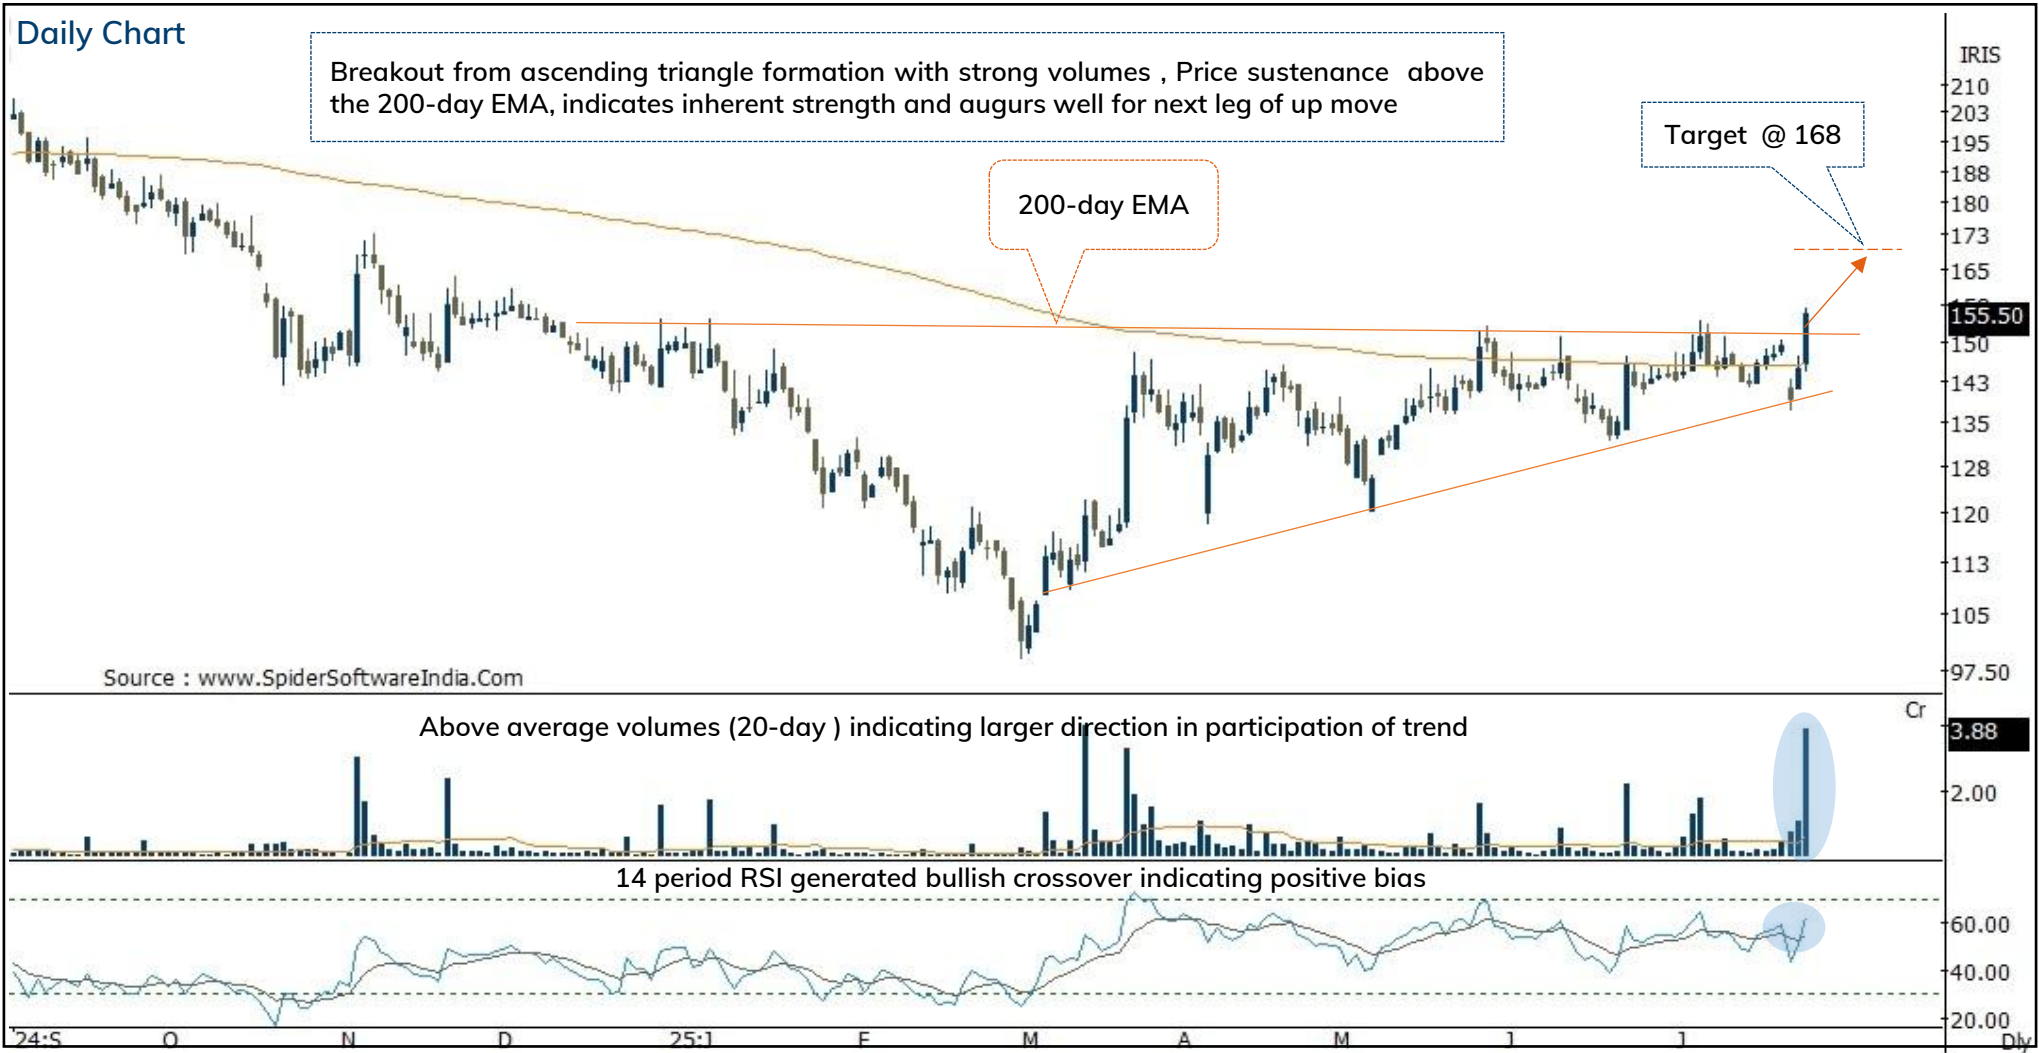 Daily Chart
Breakout from ascending triangle formation with strong volumes , Price sustenance above
the 200-day EMA, indicates inherent strength and augurs well for next leg of up move
IRIS
210
203
195
188
180
173
165
155.50
150
143
135
128
120
113
105
97.50
Target @ 168
200-day EMA
Source : www.SpiderSoftwareIndia.Com
Cr
Above average volumes (20-day ) indicating larger direction in participation of trend
3.88
2.00
14 period RSI generated bullish crossover indicating positive bias
60.00
40.00
20.00
24:S O N D 25:J F M A M J J Dly